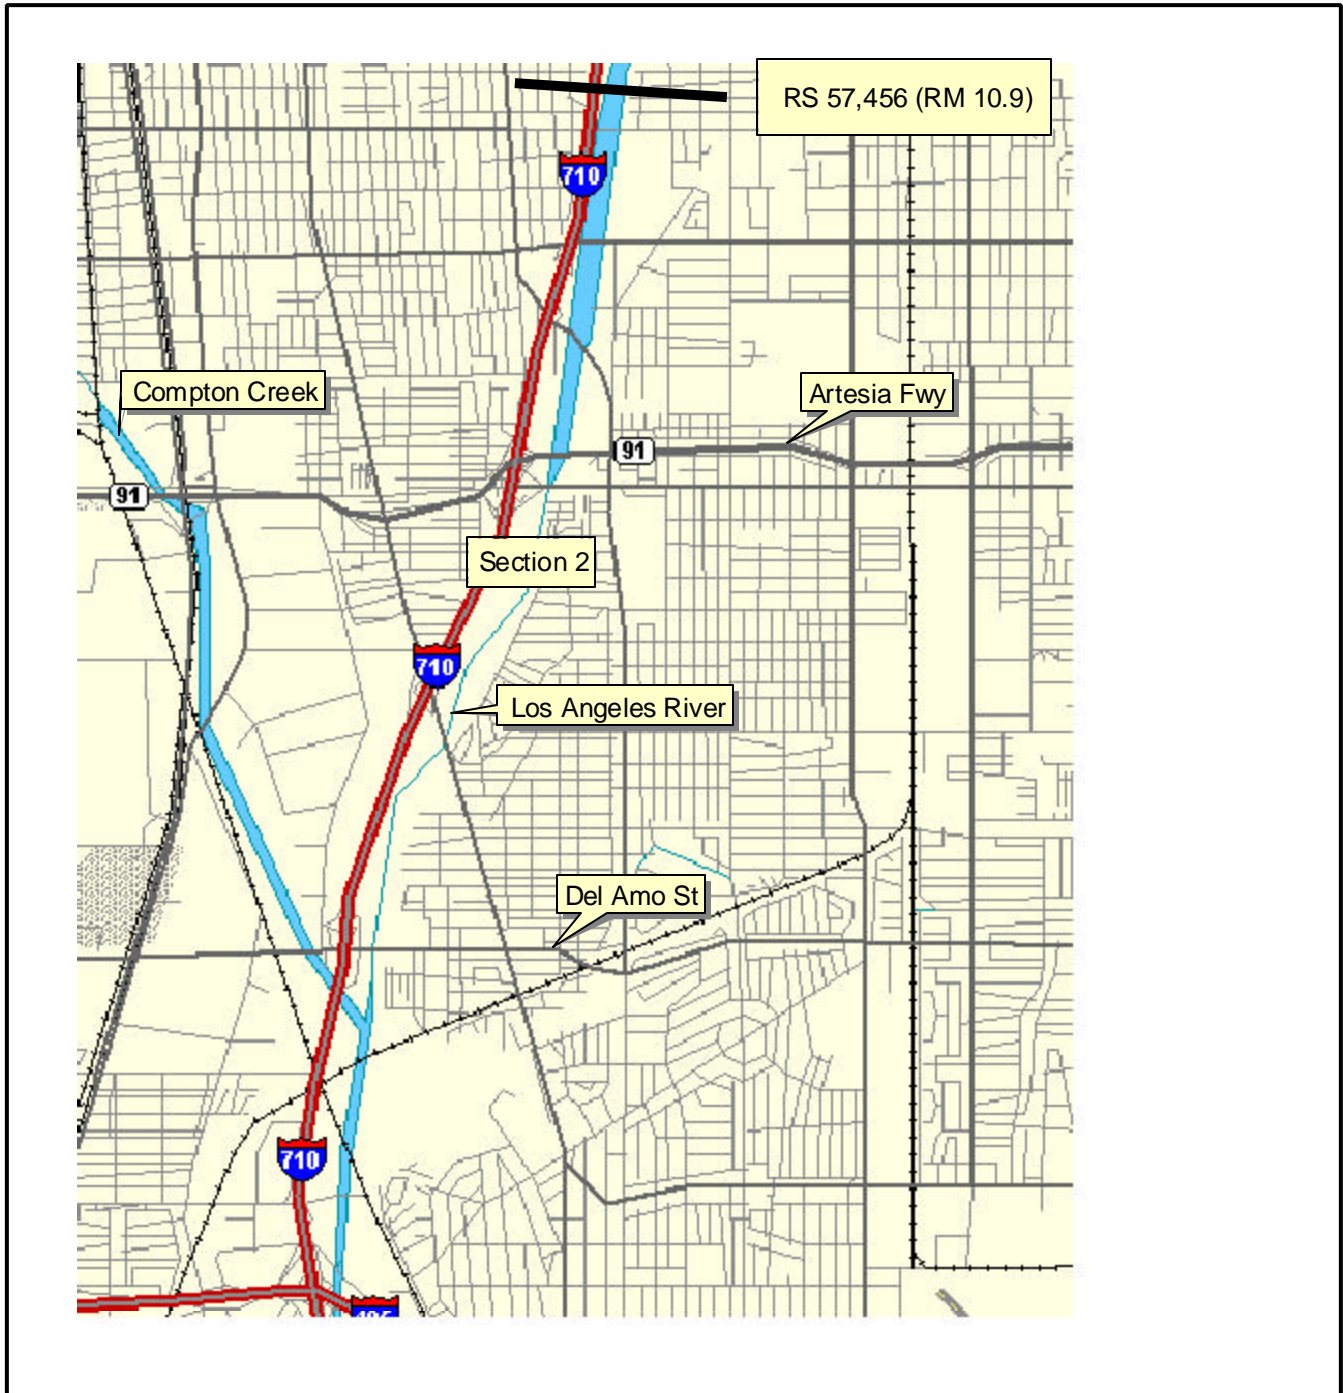 RS 57,456 (RM 10.9)
710
Compton Creek
Artesia Fwy
91
91
Section 2
710
Los Angeles River
Del Amo St
710